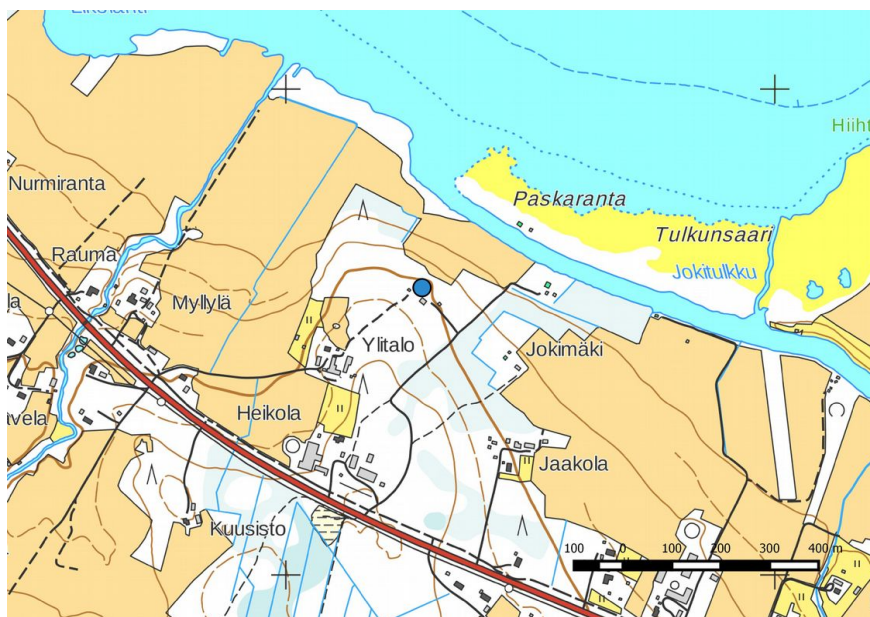 Hiiht
Paskaranta
Nurmiranta
Tulkunsaari
Rauma
Jokitulkku
la
Myllylä
Ylitalo
Jokimäki
Heikola
vela
Jaakola
Kuusisto
100 0 100 200 300 400 m